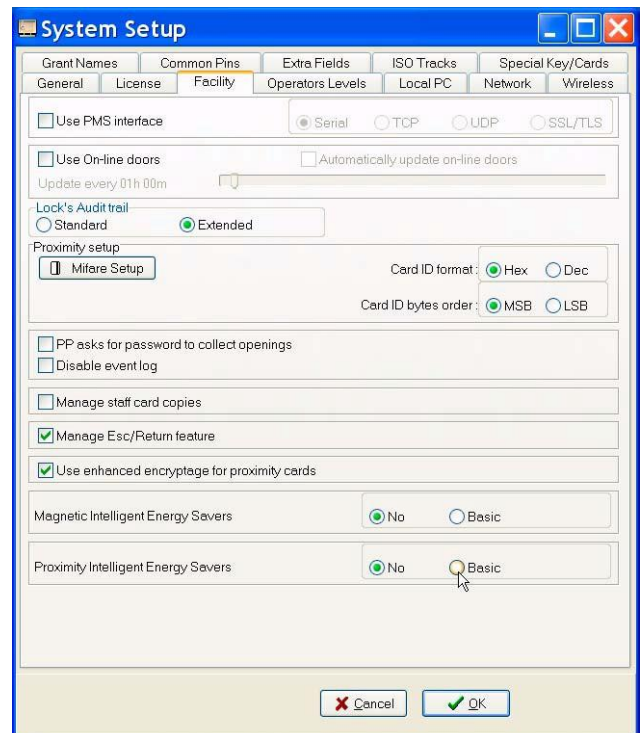 System Setup
Grant Names Common Pins Extra Fields ISO Tracks Special Key/Cards
General License Facility Operators Levels Local PC Network Wireless
Use PMS interface Serial TCP UDP SSL/TLS
Use On-line doors Automatically update on-line doors
Update every 01h 00m
Lock's Audit trail
Standard Extended
Proximity setup
Mifare Setup Card ID format: Hex Dec
Card ID bytes order: MSB LSB
PP asks for password to collect openings
Disable event log
Manage staff card copies
Manage Esc/Return feature
Use enhanced encryptage for proximity cards
Magnetic Intelligent Energy Savers No Basic
Proximity Intelligent Energy Savers No Basic
Cancel OK